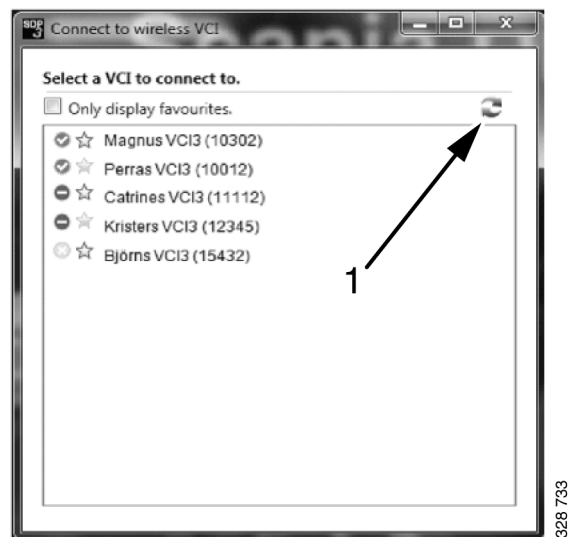 SDP3 Connect to wireless VCI
Select a VCI to connect to.
Only display favourites.
Magnus VCI3 (10302)
Perras VCI3 (10012)
Catrines VCI3 (11112)
Kristers VCI3 (12345)
Björns VCI3 (15432)
1
328 733